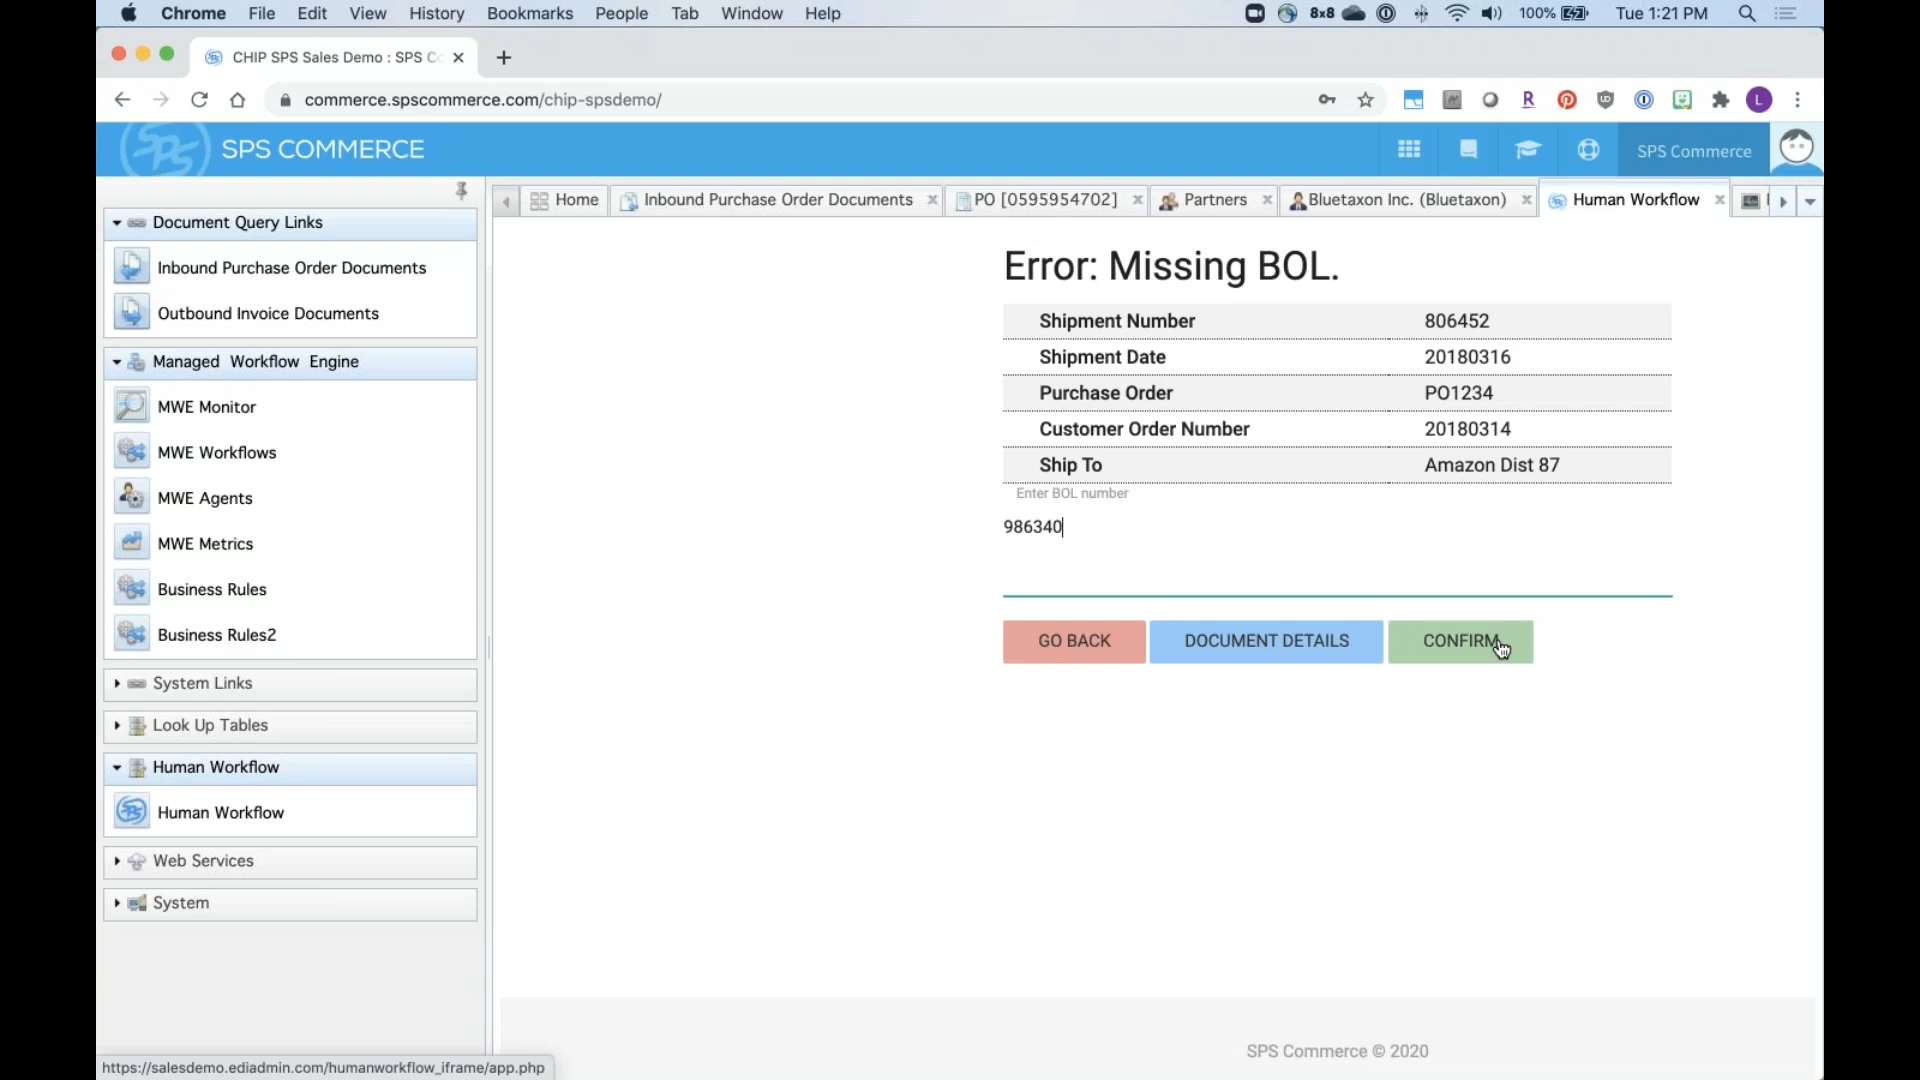 Chrome File Edit View History Bookmarks People Tab Window Help 8x8 100% Tue 1:21 PM
CHIP SPS Sales Demo : SPS Co
commerce.spscommerce.com/chip-spsdemo/ R L
SPS SPS COMMERCE SPS Commerce
Home Inbound Purchase Order Documents PO [0595954702] Partners Bluetaxon Inc. (Bluetaxon) Human Workflow
Document Query Links
Inbound Purchase Order Documents
Outbound Invoice Documents
Managed Workflow Engine
MWE Monitor
MWE Workflows
MWE Agents
MWE Metrics
Business Rules
Business Rules2
System Links
Look Up Tables
Human Workflow
Human Workflow
Web Services
System
Error: Missing BOL.
Shipment Number 806452
Shipment Date 20180316
Purchase Order PO1234
Customer Order Number 20180314
Ship To Amazon Dist 87
Enter BOL number
986340
GO BACK DOCUMENT DETAILS CONFIRM
SPS Commerce © 2020
https://salesdemo.ediadmin.com/humanworkflow_iframe/app.php